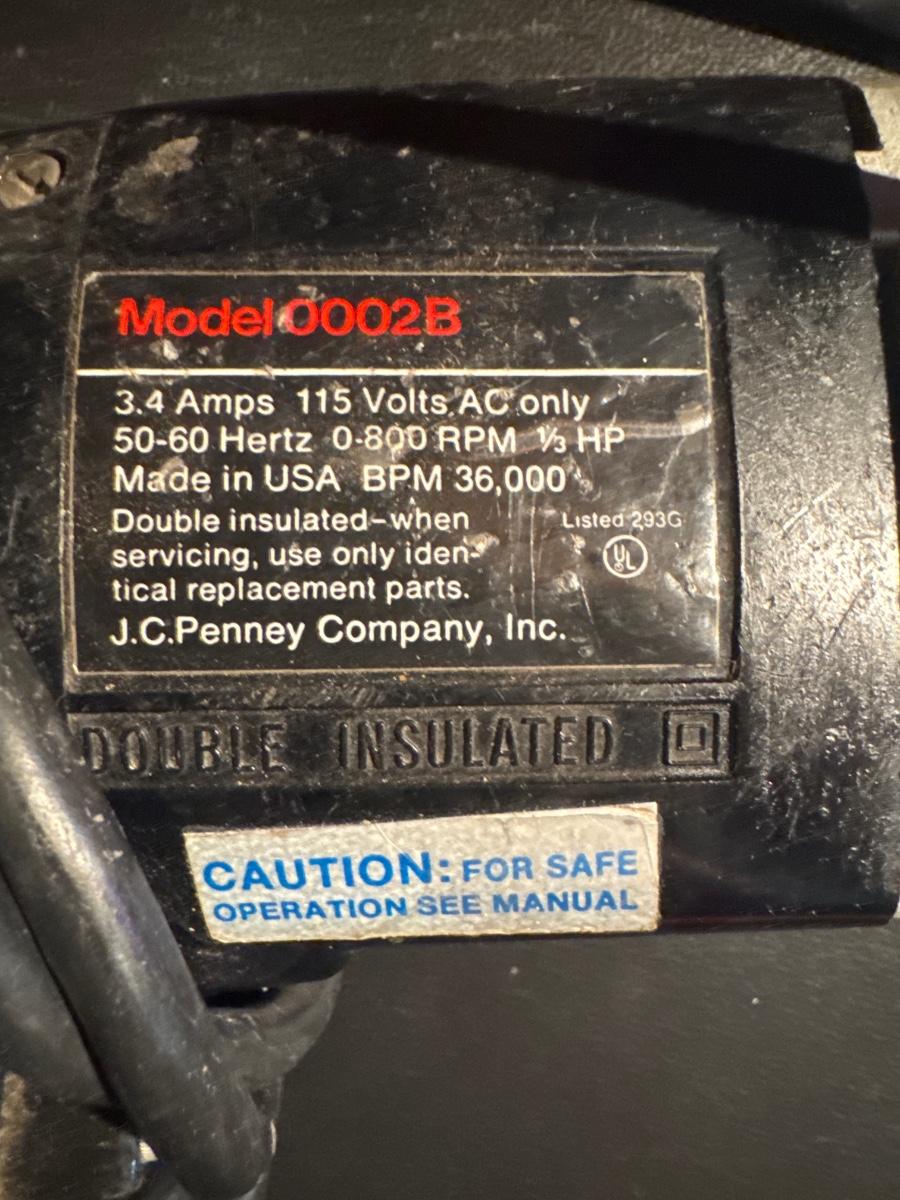 Model 0002B
3.4 Amps 115 Volts AC only
50-60 Hertz 0-800 RPM ⅓ HP
Made in USA BPM 36,000
Double insulated-when
servicing, use only iden-
tical replacement parts.
Listed 293G
UL
J.C.Penney Company, Inc.
DOUBLE INSULATED
CAUTION: FOR SAFE
OPERATION SEE MANUAL